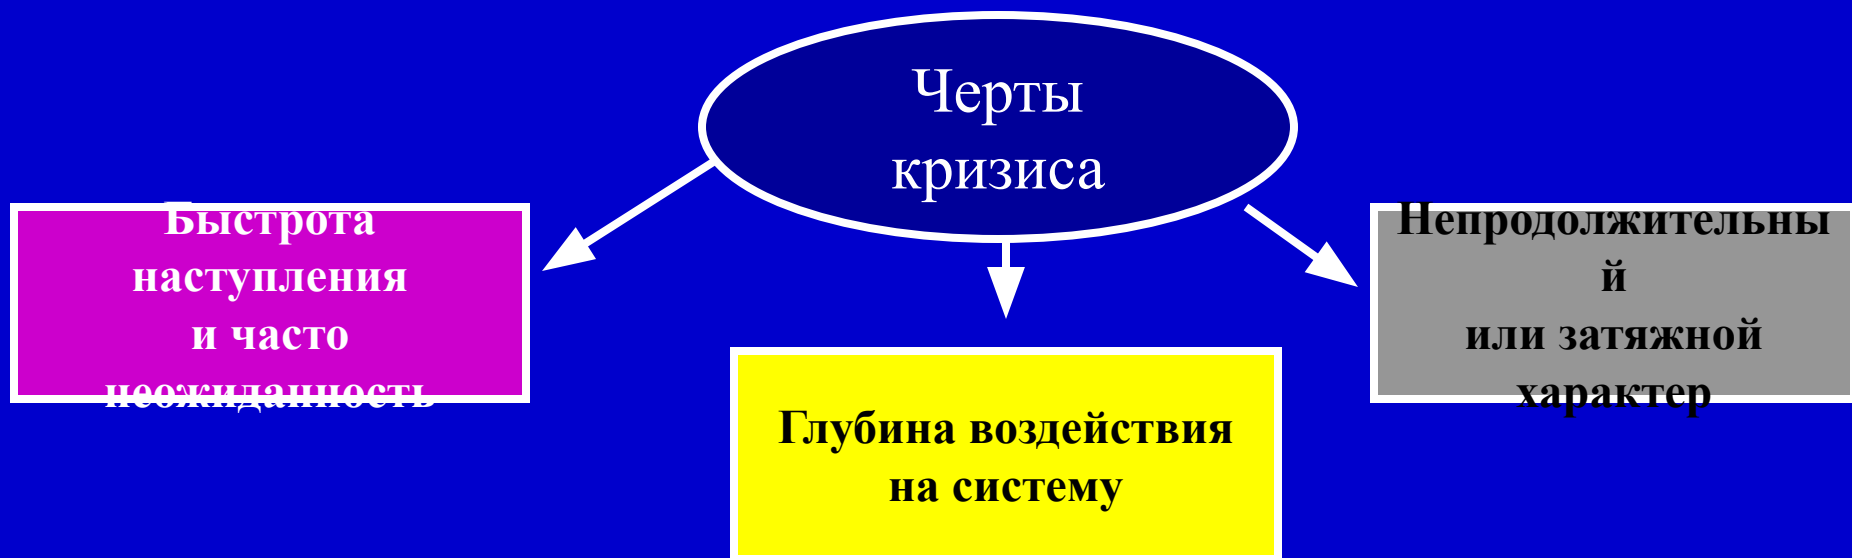 Черты
кризиса
Быстрота
наступления
и часто
неожиданность
Глубина воздействия
на систему
Непродолжительны
й
или затяжной
характер